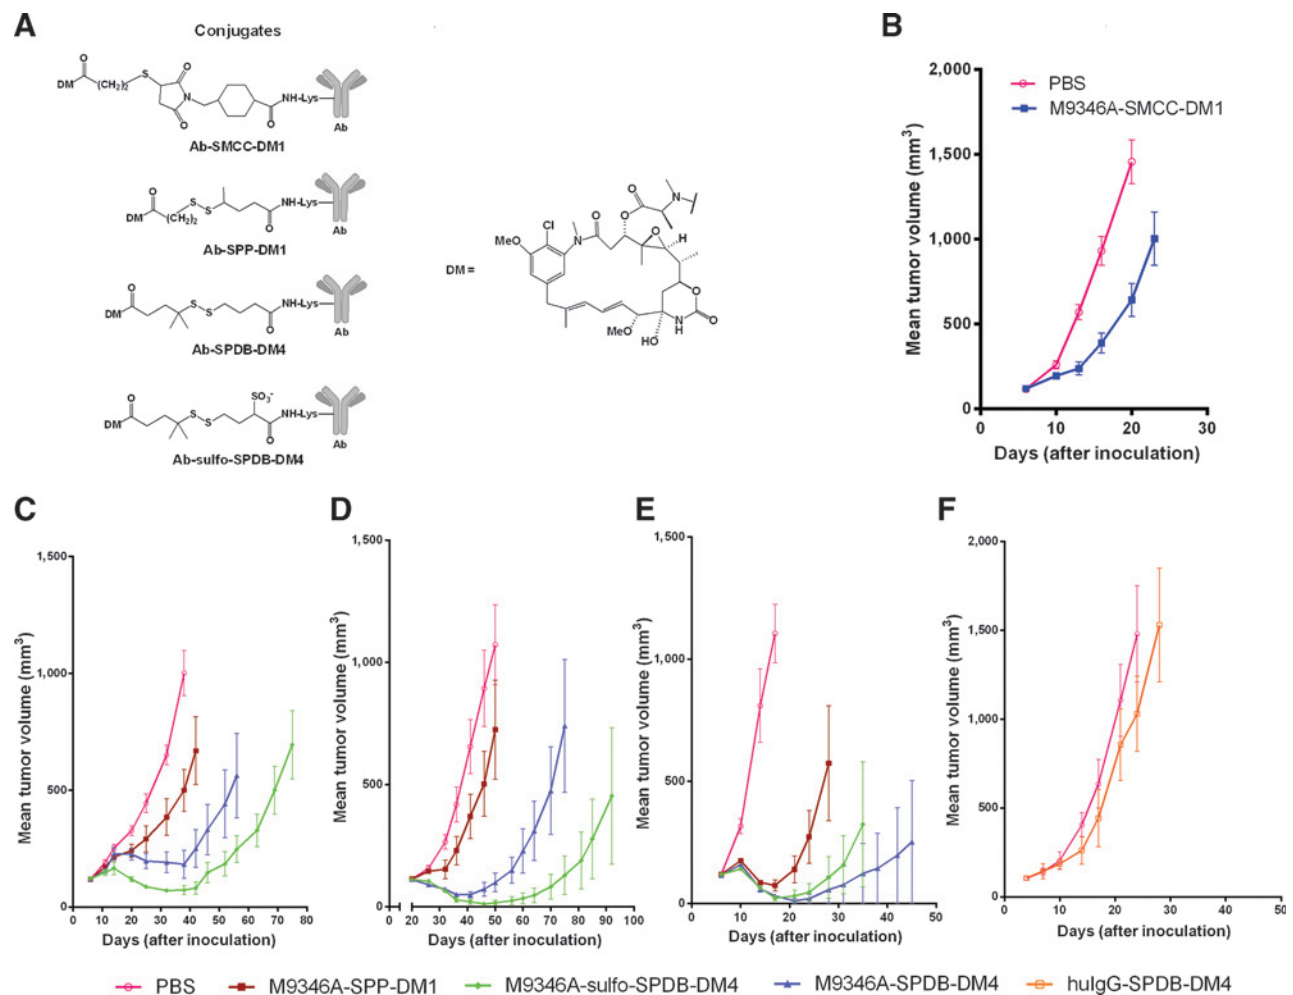 A
Conjugates
O
DM
(CH2)2
S
O
N
O
NH-Lys
O
Ab
Ab-SMCC-DM1
O
DM
(CH2)2
S
S
NH-Lys
O
Ab
Ab-SPP-DM1
O
DM
S
S
NH-Lys
O
Ab
Ab-SPDB-DM4
O
DM
S
S
SO3-
NH-Lys
O
Ab
Ab-sulfo-SPDB-DM4
DM =
O
N
O
Cl
MeO
N
O
O
H
O
O
MeO
HO
N
H
O
B
2,000
1,500
1,000
500
0
Mean tumor volume (mm3)
PBS
M9346A-SMCC-DM1
0 10 20 30
Days (after inoculation)
C
1,500
1,000
500
0
Mean tumor volume (mm3)
0 10 20 30 40 50 60 70 80
Days (after inoculation)
D
1,500
1,000
500
0
Mean tumor volume (mm3)
0 20 30 40 50 60 70 80 90 100
Days (after inoculation)
E
1,500
1,000
500
0
Mean tumor volume (mm3)
0 10 20 30 40 50
Days (after inoculation)
F
2,000
1,500
1,000
500
0
Mean tumor volume (mm3)
0 10 20 30 40 50
Days (after inoculation)
PBS M9346A-SPP-DM1 M9346A-sulfo-SPDB-DM4 M9346A-SPDB-DM4 huIgG-SPDB-DM4